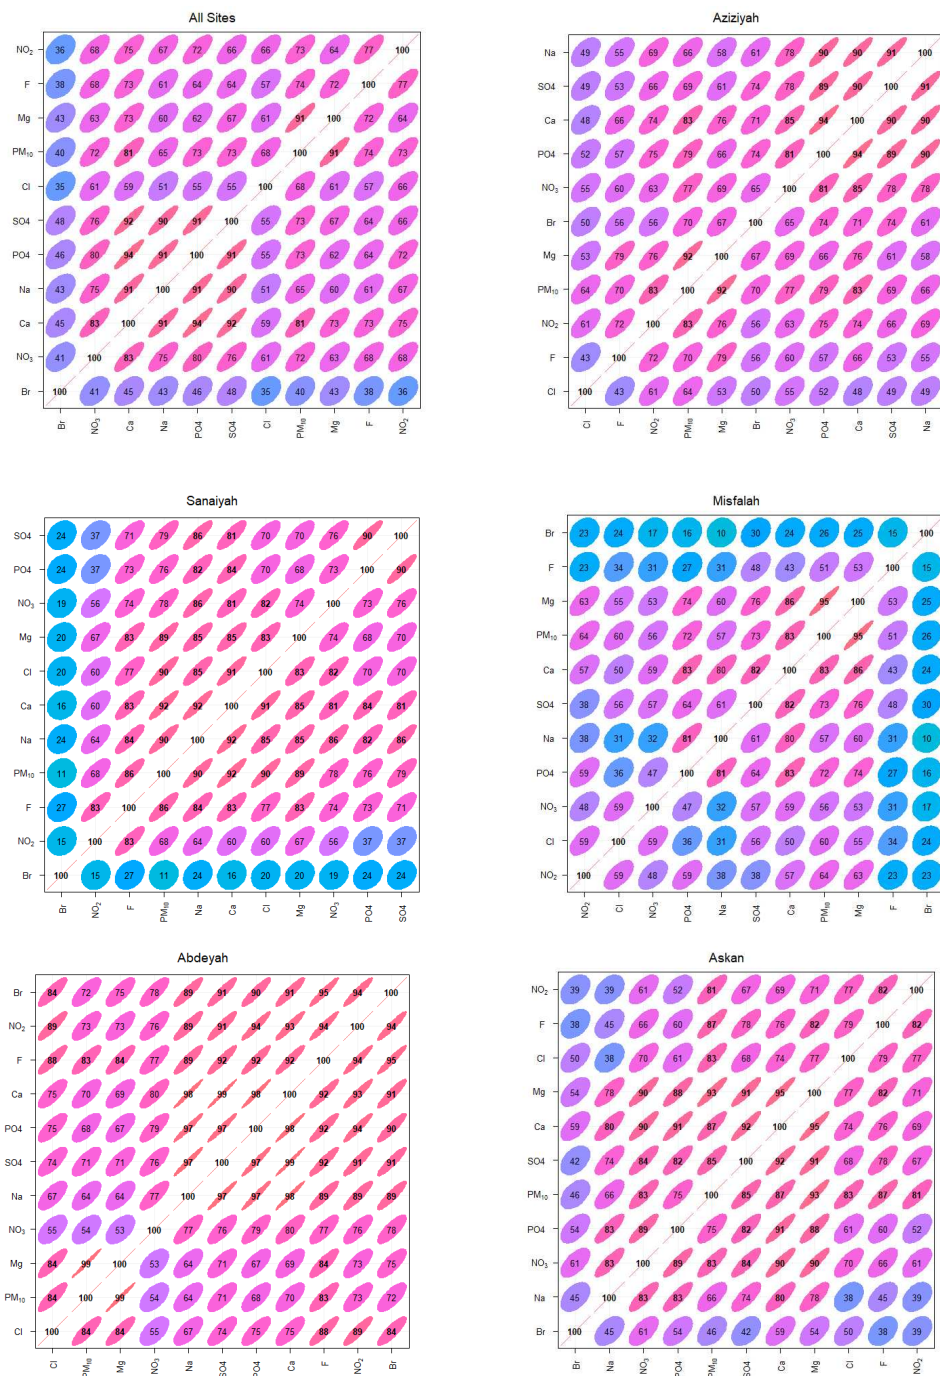 All Sites
NO2 36 68 75 67 72 66 66 73 64 77 100
F 38 68 73 61 64 64 57 74 72 100 77
Mg 43 63 73 60 62 67 61 91 100 72 64
PM10 40 72 81 65 73 73 68 100 91 74 73
Cl 35 61 59 51 55 55 100 68 61 57 66
SO4 48 76 92 90 91 100 55 73 67 64 66
PO4 46 80 94 91 100 91 55 73 62 64 72
Na 43 75 91 100 91 90 51 65 60 61 67
Ca 45 83 100 91 94 92 59 81 73 73 75
NO3 41 100 83 75 80 76 61 72 63 68 68
Br 100 41 45 43 46 48 35 40 43 38 36
Br NO3 Ca Na PO4 SO4 Cl PM10 Mg F NO2
Aziziyah
Na 49 55 69 66 58 61 78 90 90 91 100
SO4 49 53 66 69 61 74 78 89 90 100 91
Ca 48 66 74 83 76 71 85 94 100 90 90
PO4 52 57 75 79 66 74 81 100 94 89 90
NO3 55 60 63 77 69 65 100 81 85 78 78
Br 50 56 56 70 67 100 65 74 71 74 61
Mg 53 79 76 92 100 67 69 66 76 61 58
PM10 64 70 83 100 92 70 77 79 83 69 66
NO2 61 72 100 83 76 56 63 75 74 66 69
F 43 100 72 70 79 56 60 57 66 53 55
Cl 100 43 61 64 53 50 55 52 48 49 49
Cl F NO2 PM10 Mg Br NO3 PO4 Ca SO4 Na
Sanaiyah
SO4 24 37 71 79 86 81 70 70 76 90 100
PO4 24 37 73 76 82 84 70 68 73 100 90
NO3 19 56 74 78 86 81 82 74 100 73 76
Mg 20 67 83 89 85 85 83 100 74 68 70
Cl 20 60 77 90 85 91 100 83 82 70 70
Ca 16 60 83 92 92 100 91 85 81 84 81
Na 24 64 84 90 100 92 85 85 86 82 86
PM10 11 68 86 100 90 92 90 89 78 76 79
F 27 83 100 86 84 83 77 83 74 73 71
NO2 15 100 83 68 64 60 60 67 56 37 37
Br 100 15 27 11 24 16 20 20 19 24 24
Br NO2 F PM10 Na Ca Cl Mg NO3 PO4 SO4
Misfalah
Br 23 24 17 16 10 30 24 26 25 15 100
F 23 34 31 27 31 48 43 51 53 100 15
Mg 63 55 53 74 60 76 86 95 100 53 25
PM10 64 60 56 72 57 73 83 100 95 51 26
Ca 57 50 59 83 80 82 100 83 86 43 24
SO4 38 56 57 64 61 100 82 73 76 48 30
Na 38 31 32 81 100 61 80 57 60 31 10
PO4 59 36 47 100 81 64 83 72 74 27 16
NO3 48 59 100 47 32 57 59 56 53 31 17
Cl 59 100 59 36 31 56 50 60 55 34 24
NO2 100 59 48 59 38 38 57 64 63 23 23
NO2 Cl NO3 PO4 Na SO4 Ca PM10 Mg F Br
Abdeyah
Br 84 72 75 78 89 91 90 91 95 94 100
NO2 89 73 73 76 89 91 94 93 94 100 94
F 88 83 84 77 89 92 92 92 100 94 95
Ca 75 70 69 80 98 99 98 100 92 93 91
PO4 75 68 67 79 97 97 100 98 92 94 90
SO4 74 71 71 76 97 100 97 99 92 91 91
Na 67 64 64 77 100 97 97 98 89 89 89
NO3 55 54 53 100 77 76 79 80 77 76 78
Mg 84 99 100 53 64 71 67 69 84 73 75
PM10 84 100 99 54 64 71 68 70 83 73 72
Cl 100 84 84 55 67 74 75 75 88 89 84
Cl PM10 Mg NO3 Na SO4 PO4 Ca F NO2 Br
Askan
NO2 39 39 61 52 81 67 69 71 77 82 100
F 38 45 66 60 87 78 76 82 79 100 82
Cl 50 38 70 61 83 68 74 77 100 79 77
Mg 54 78 90 88 93 91 95 100 77 82 71
Ca 59 80 90 91 87 92 100 95 74 76 69
SO4 42 74 84 82 85 100 92 91 68 78 67
PM10 46 66 83 75 100 85 87 93 83 87 81
PO4 54 83 89 100 75 82 91 88 61 60 52
NO3 61 83 100 89 83 84 90 90 70 66 61
Na 45 100 83 83 66 74 80 78 38 45 39
Br 100 45 61 54 46 42 59 54 50 38 39
Br Na NO3 PO4 PM10 SO4 Ca Mg Cl F NO2